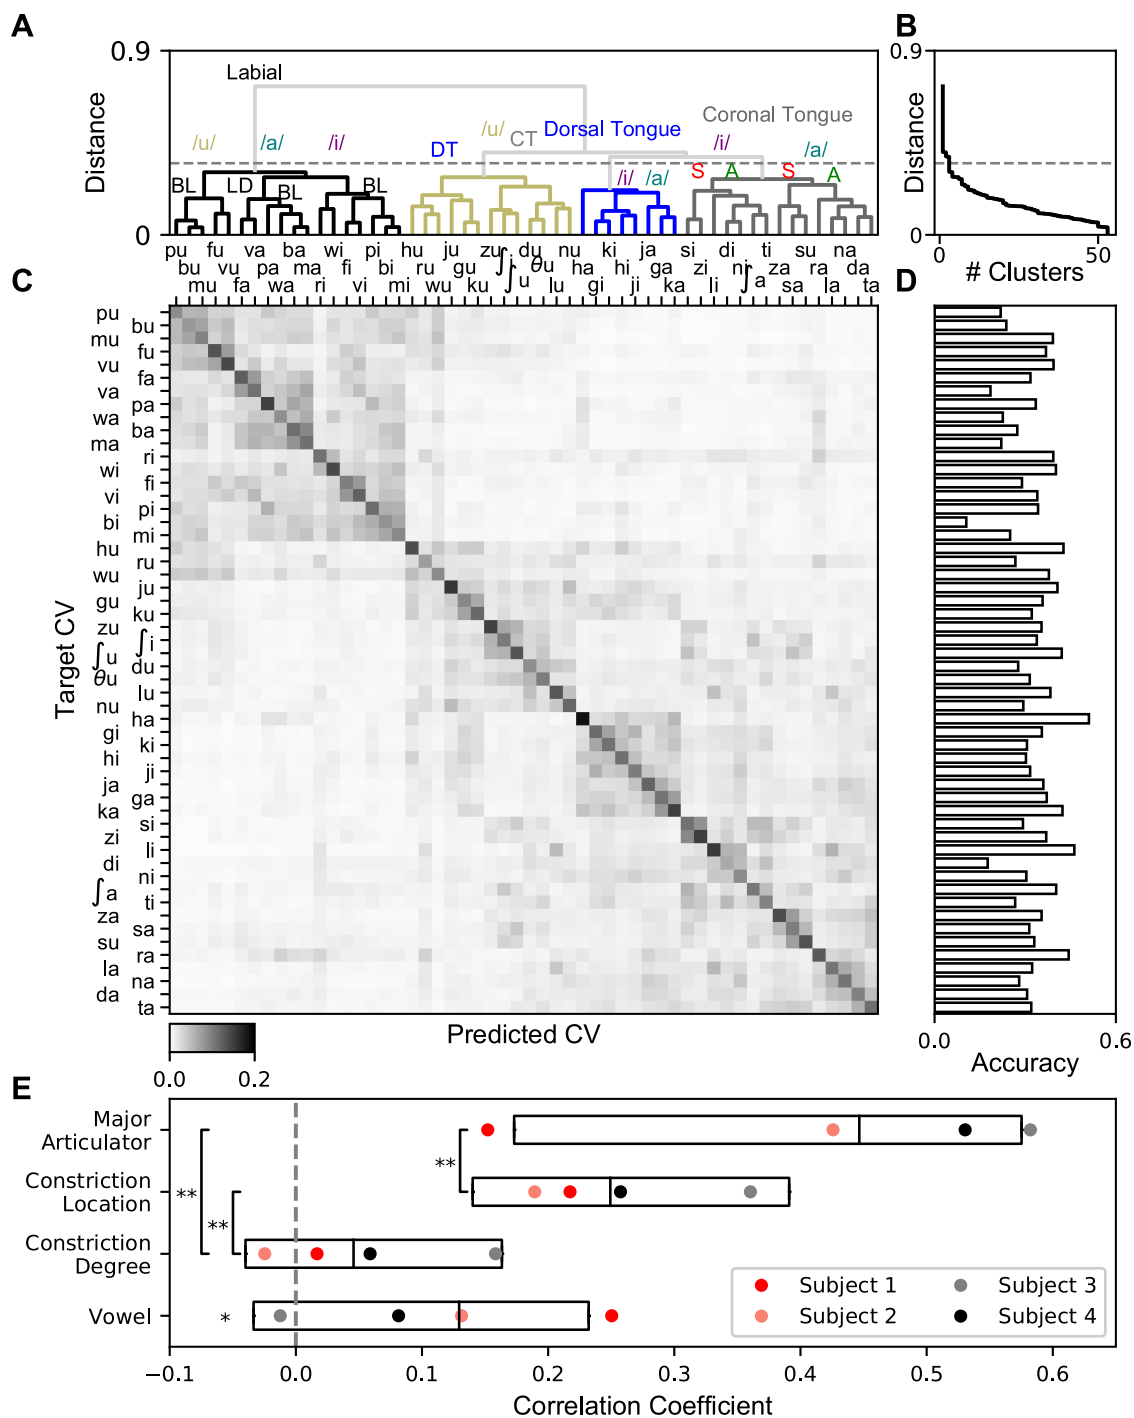 A
B
0.9
Distance
0
Labial
/u/
/a/
/i/
/u/
CT
DT
Dorsal Tongue
Coronal Tongue
/i/
/a/
BL
LD
BL
BL
/i/
/a/
S
A
S
A
0.9
Distance
0
0
50
# Clusters
pu fu va ba wi pi hu ju zu du nu ki ja si di ti su na
bu vu pa ma fi bi ru gu ʃi θu ha hi ga zi ni za ra da
mu fa wa ri vi mi wu ku ʃu lu gi ji ka li ʃa sa la ta
C
D
Target CV
pu
bu
mu
fu
vu
fa
va
pa
wa
ba
ma
ri
wi
fi
vi
pi
bi
mi
hu
ru
wu
ju
gu
ku
zu
ʃi
ʃu
du
θu
lu
nu
ha
gi
ki
hi
ji
ja
ga
ka
si
zi
li
di
ni
ʃa
ti
za
sa
su
ra
la
na
da
ta
Predicted CV
0.0 0.2
0.0 0.6
Accuracy
E
Major
Articulator
Constriction
Location
Constriction
Degree
Vowel
**
**
**
*
Subject 1
Subject 2
Subject 3
Subject 4
−0.1 0.0 0.1 0.2 0.3 0.4 0.5 0.6
Correlation Coefficient